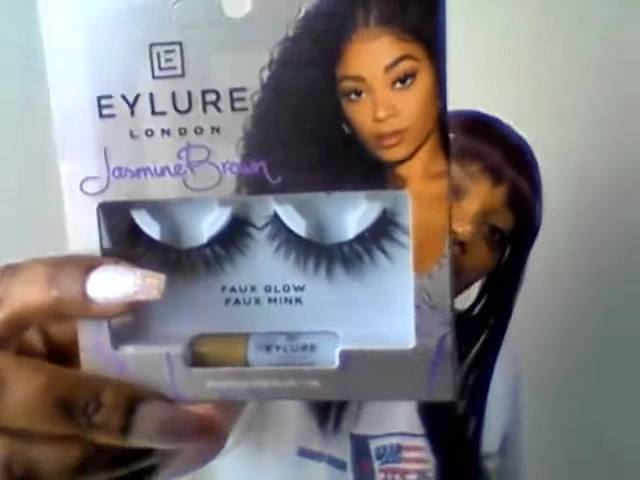 EYLURE
LONDON
Jasmine Brown
FAUX GLOW
FAUX MINK
EYLURE